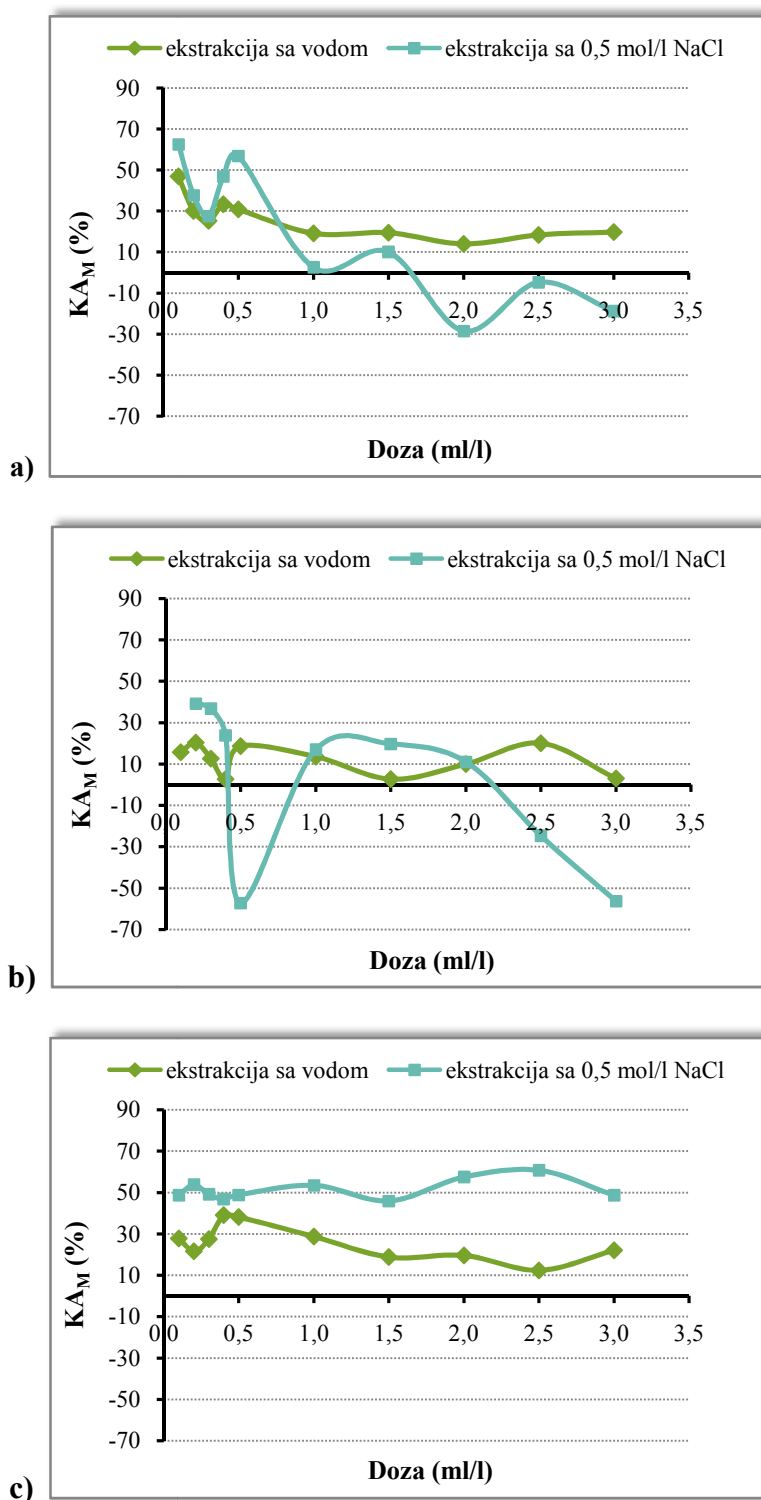 ekstrakcija sa vodom ekstrakcija sa 0,5 mol/l NaCl
90
70
50
30
10
-10
-30
-50
-70
0,0 0,5 1,0 1,5 2,0 2,5 3,0 3,5
KA_M (%)
Doza (ml/l)
a)
ekstrakcija sa vodom ekstrakcija sa 0,5 mol/l NaCl
90
70
50
30
10
-10
-30
-50
-70
0,0 0,5 1,0 1,5 2,0 2,5 3,0 3,5
KA_M (%)
Doza (ml/l)
b)
ekstrakcija sa vodom ekstrakcija sa 0,5 mol/l NaCl
90
70
50
30
10
-10
-30
-50
-70
0,0 0,5 1,0 1,5 2,0 2,5 3,0 3,5
KA_M (%)
Doza (ml/l)
c)